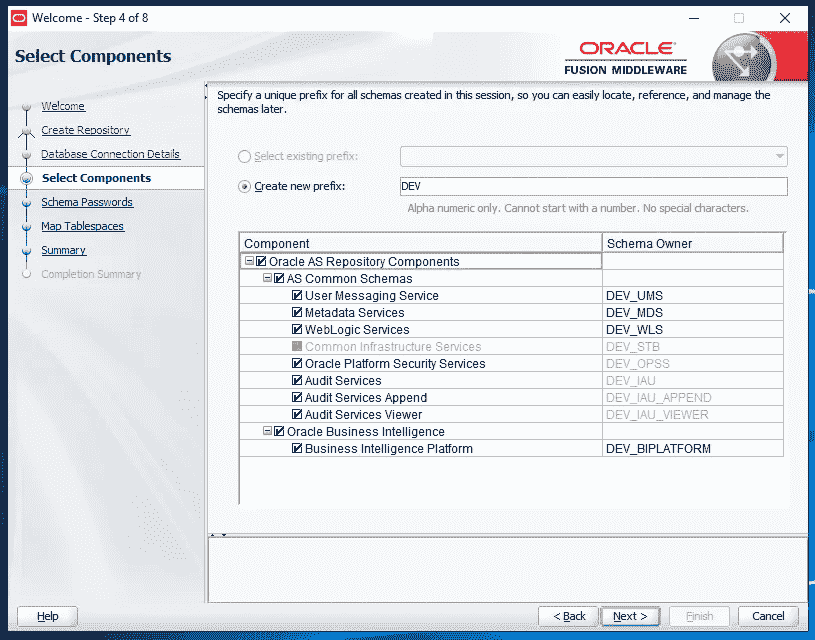 Welcome - Step 4 of 8
Select Components
ORACLE
FUSION MIDDLEWARE
Welcome
Create Repository
Database Connection Details
Select Components
Schema Passwords
Map Tablespaces
Summary
Completion Summary
Specify a unique prefix for all schemas created in this session, so you can easily locate, reference, and manage the
schemas later.
Select existing prefix:
Create new prefix: DEV
Alpha numeric only. Cannot start with a number. No special characters.
Component Schema Owner
Oracle AS Repository Components
AS Common Schemas
User Messaging Service DEV_UMS
Metadata Services DEV_MDS
WebLogic Services DEV_WLS
Common Infrastructure Services DEV_STB
Oracle Platform Security Services DEV_OPSS
Audit Services DEV_IAU
Audit Services Append DEV_IAU_APPEND
Audit Services Viewer DEV_IAU_VIEWER
Oracle Business Intelligence
Business Intelligence Platform DEV_BIPLATFORM
Help < Back Next > Finish Cancel